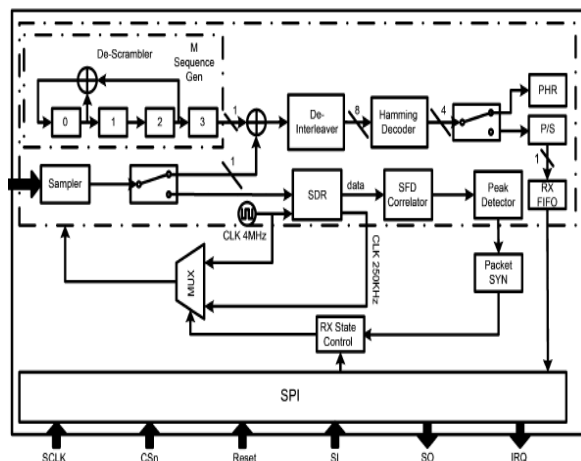 De-Scrambler
M Sequence Gen
0
1
2
3
1
De-Interleaver
8
Hamming Decoder
4
PHR
P/S
1
RX FIFO
Sampler
1
SDR
data
SFD Correlator
Peak Detector
CLK 4MHz
CLK 250KHz
MUX
Packet SYN
RX State Control
SPI
SCLK
CSn
Reset
SI
SO
IRQ